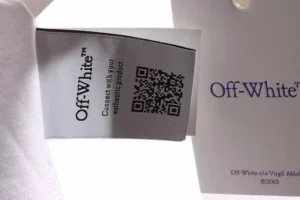 Off-White™
Connect with your
authentic product
Off-White™
Off-White c/o Virgil Abloh
©2013